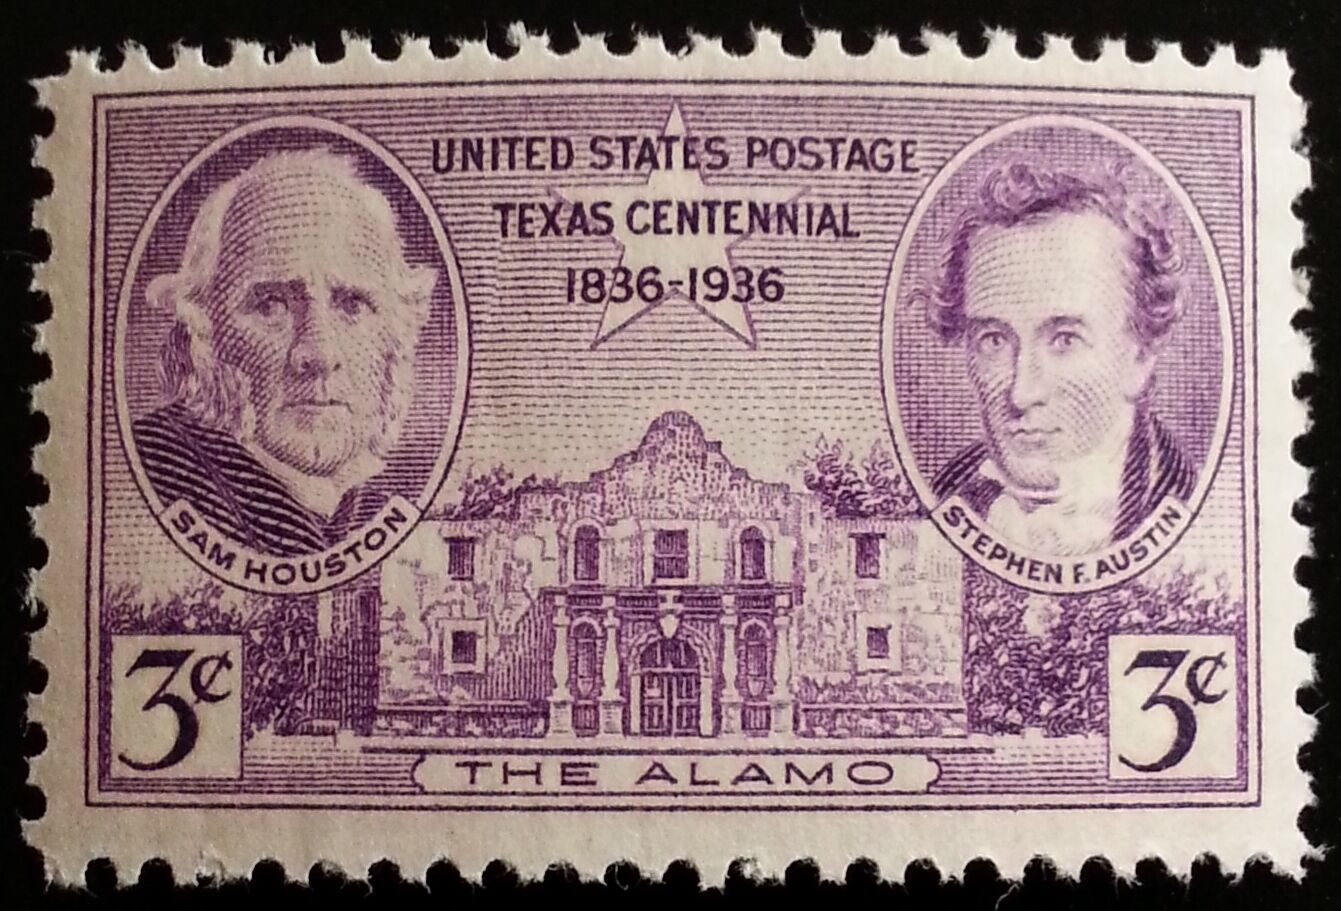 UNITED STATES POSTAGE
TEXAS CENTENNIAL
1836-1936
SAM HOUSTON
STEPHEN F. AUSTIN
3¢
3¢
THE ALAMO